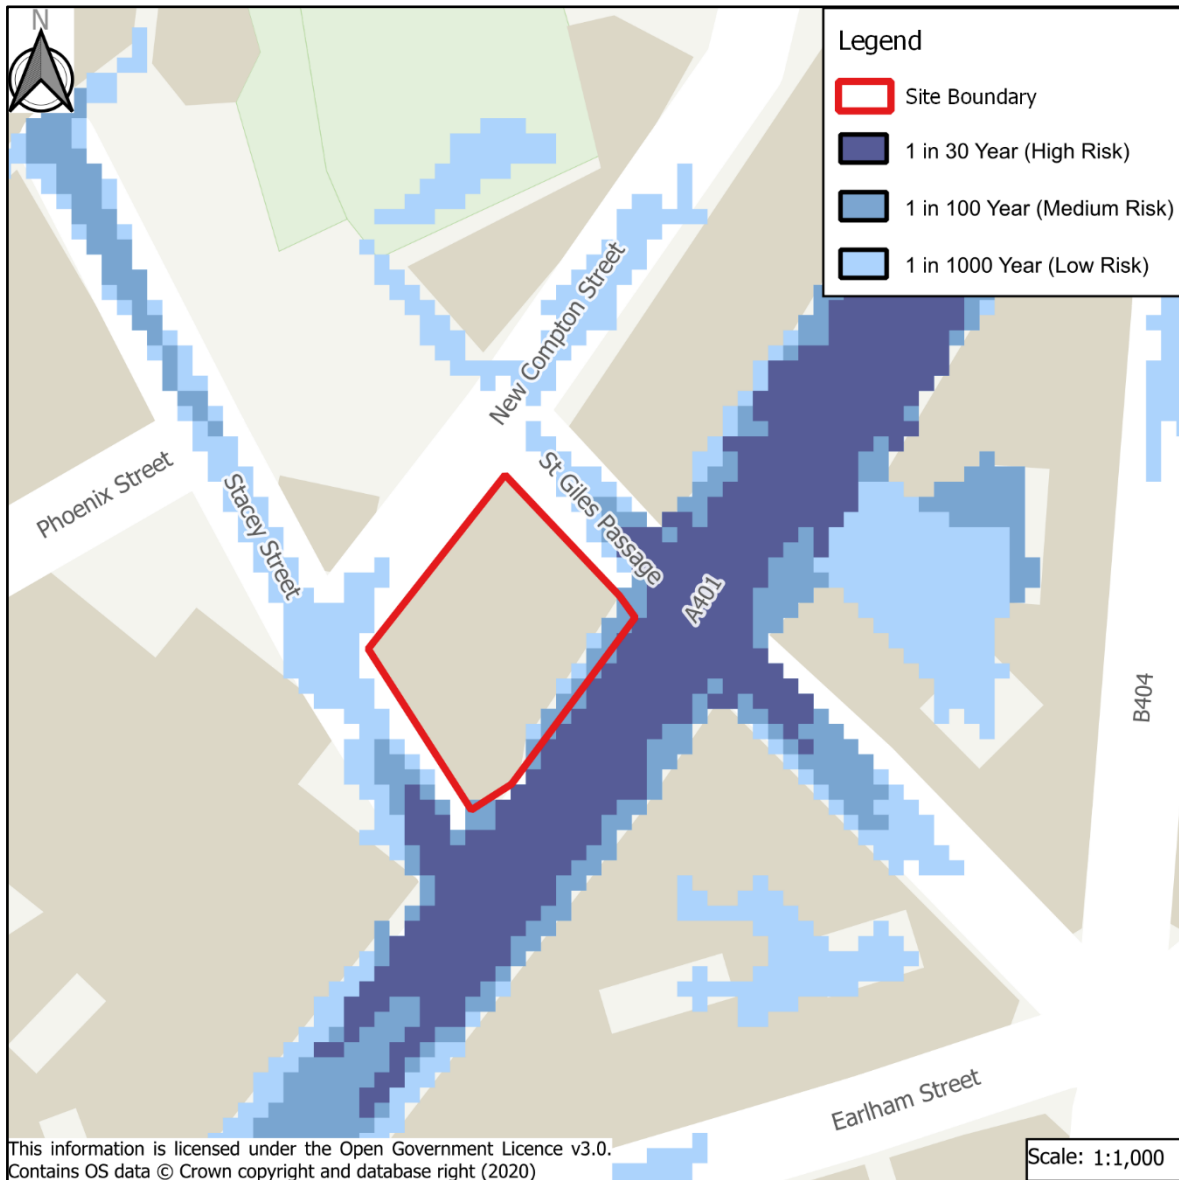 N
Legend
Site Boundary
1 in 30 Year (High Risk)
1 in 100 Year (Medium Risk)
1 in 1000 Year (Low Risk)
New Compton Street
St Giles Passage
Phoenix Street
Stacey Street
A401
B404
Earlham Street
This information is licensed under the Open Government Licence v3.0.
Contains OS data © Crown copyright and database right (2020)
Scale: 1:1,000